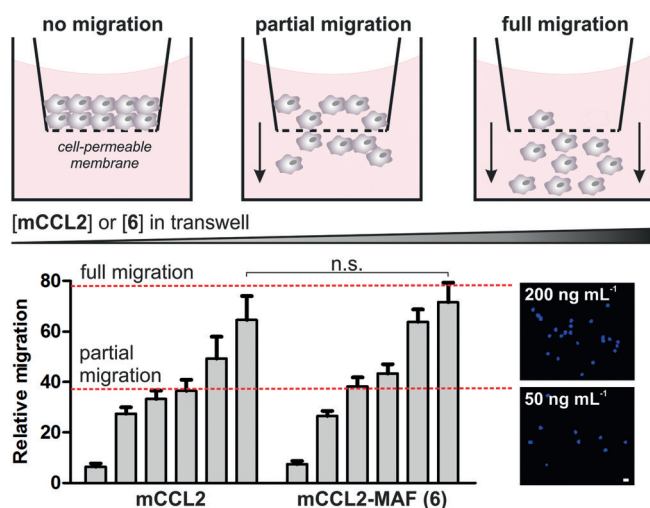 no migration
partial migration
full migration
cell-permeable
membrane
[mCCL2] or [6] in transwell
Relative migration
80
60
40
20
0
full migration
partial
migration
n.s.
mCCL2
mCCL2-MAF (6)
200 ng mL⁻¹
50 ng mL⁻¹